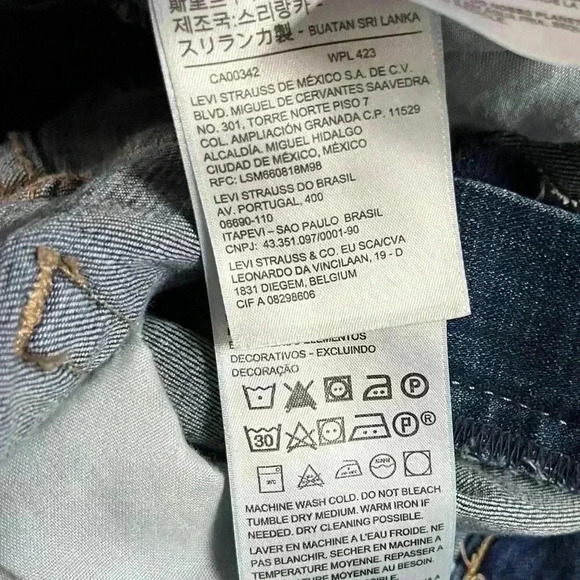 제조국: 스리랑카
スリランカ製 - BUATAN SRI LANKA
CA00342 WPL 423
LEVI STRAUSS DE MÉXICO S.A. DE C.V.
BLVD. MIGUEL DE CERVANTES SAAVEDRA
NO. 301, TORRE NORTE PISO 7
COL. AMPLIACIÓN GRANADA C.P. 11529
ALCALDÍA. MIGUEL HIDALGO
CIUDAD DE MÉXICO, MÉXICO
RFC: LSM660818M98
LEVI STRAUSS DO BRASIL
AV. PORTUGAL, 400
06690-110
ITAPEVI – SAO PAULO BRASIL
CNPJ: 43.351.097/0001-90
LEVI STRAUSS & CO. EU SCA/CVA
LEONARDO DA VINCILAAN, 19 - D
1831 DIEGEM, BELGIUM
CIF A 08298606
ELEMENTOS
DECORATIVOS - EXCLUINDO
DECORAÇÃO
P
30 P ®
MACHINE WASH COLD. DO NOT BLEACH
TUMBLE DRY MEDIUM. WARM IRON IF
NEEDED. DRY CLEANING POSSIBLE.
LAVER EN MACHINE A L'EAU FROIDE. NE
PAS BLANCHIR. SECHER EN MACHINE A
TEMPERATURE MOYENNE. REPASSER A
TEMPERATURE MOYENNE AU BESOIN.